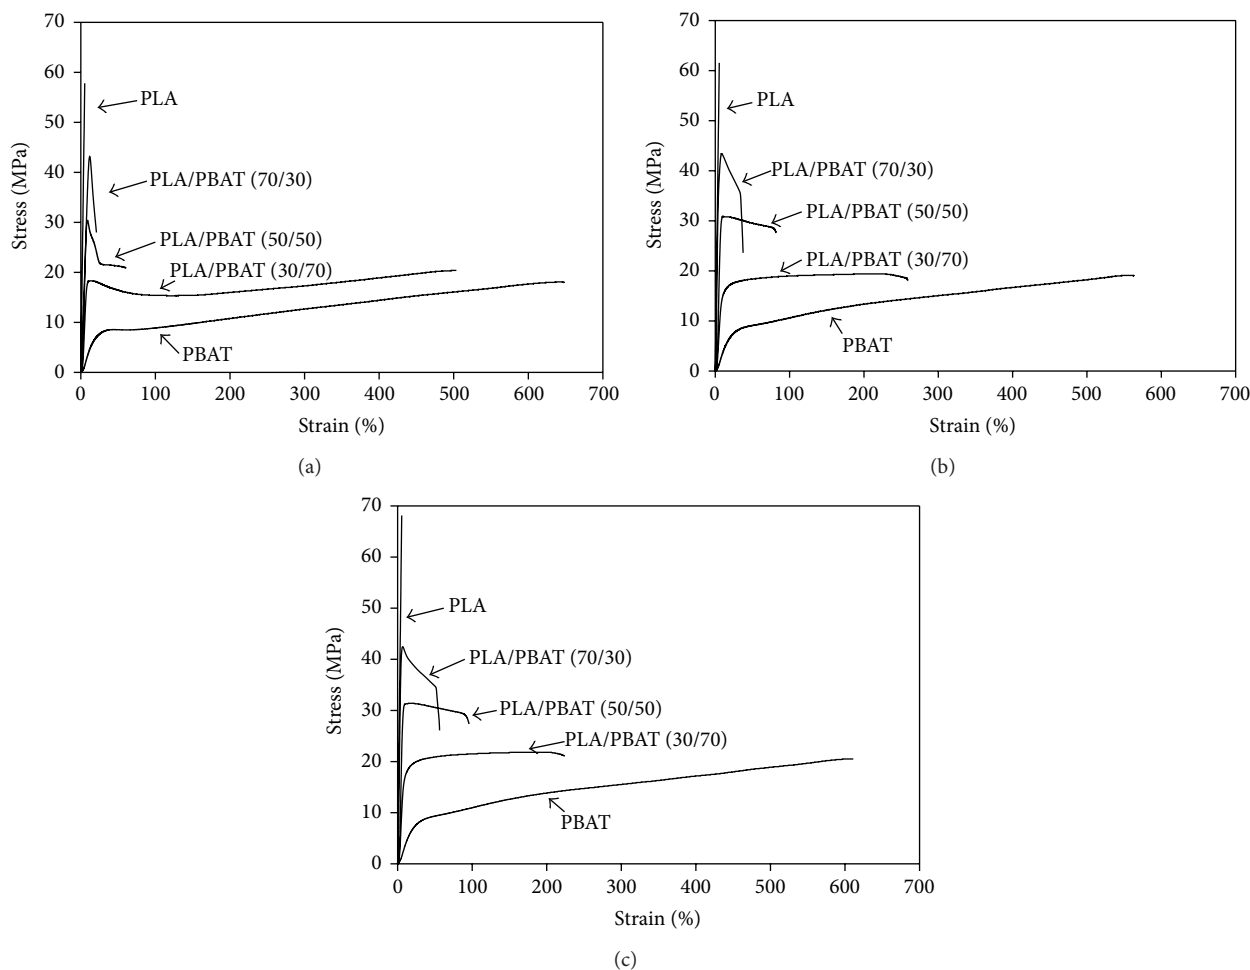 70
60
50
40
30
20
10
0
Stress (MPa)
PLA
PLA/PBAT (70/30)
PLA/PBAT (50/50)
PLA/PBAT (30/70)
PBAT
0 100 200 300 400 500 600 700
Strain (%)
(a)
70
60
50
40
30
20
10
0
Stress (MPa)
PLA
PLA/PBAT (70/30)
PLA/PBAT (50/50)
PLA/PBAT (30/70)
PBAT
0 100 200 300 400 500 600 700
Strain (%)
(b)
70
60
50
40
30
20
10
0
Stress (MPa)
PLA
PLA/PBAT (70/30)
PLA/PBAT (50/50)
PLA/PBAT (30/70)
PBAT
0 100 200 300 400 500 600 700
Strain (%)
(c)